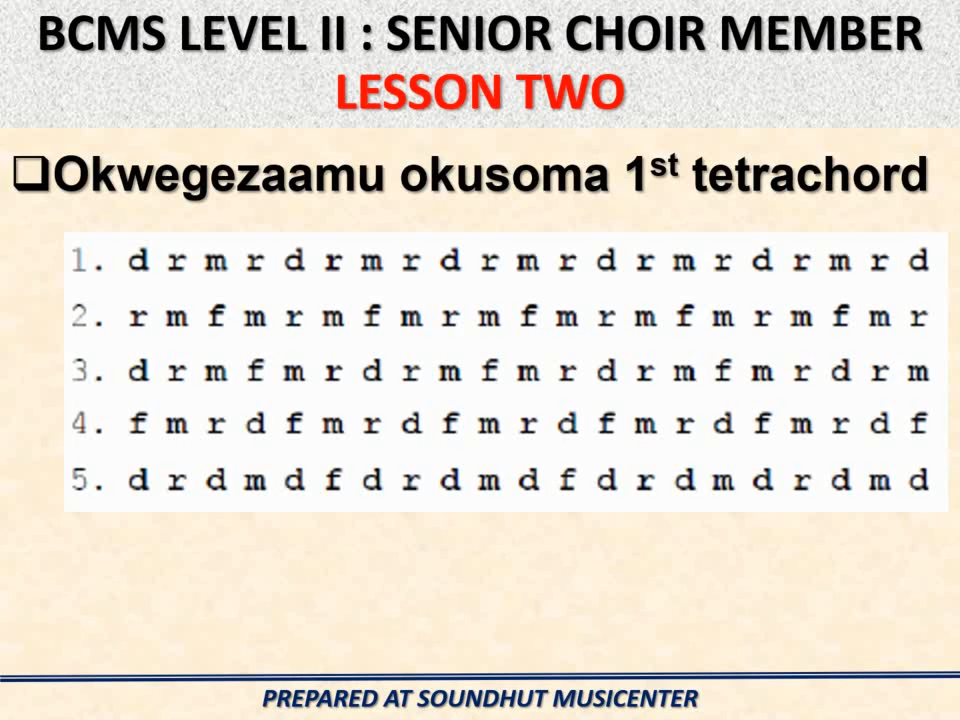 BCMS LEVEL II : SENIOR CHOIR MEMBER
LESSON TWO
❑Okwegezaamu okusoma 1st tetrachord
1. d r m r d r m r d r m r d r m r d r m r d
2. r m f m r m f m r m f m r m f m r m f m r
3. d r m f m r d r m f m r d r m f m r d r m
4. f m r d f m r d f m r d f m r d f m r d f
5. d r d m d f d r d m d f d r d m d r d m d
PREPARED AT SOUNDHUT MUSICENTER